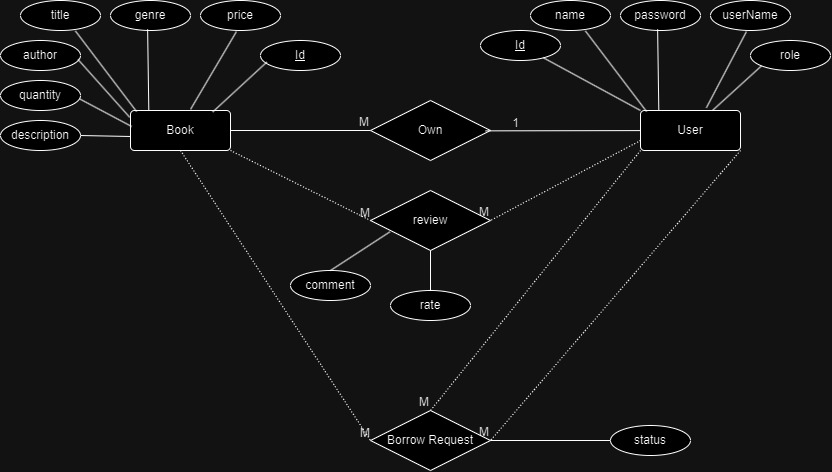 title
genre
price
name
password
userName
author
Id
Id
role
quantity
description
Book
M
Own
1
User
M
review
M
comment
rate
M
M
Borrow Request
M
status